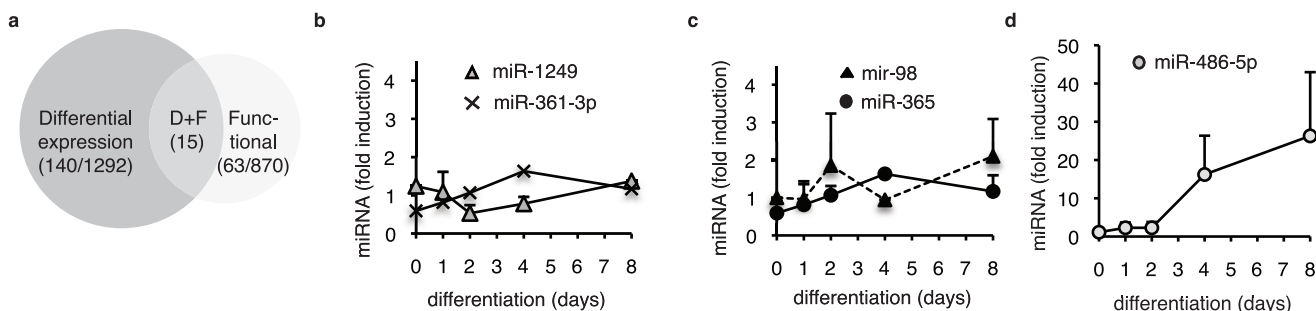 a
Differential
expression
(140/1292)
D+F
(15)
Func-
tional
(63/870)
b
miRNA (fold induction)
4
3
2
1
0
miR-1249
miR-361-3p
0 1 2 3 4 5 6 7 8
differentiation (days)
c
miRNA (fold induction)
4
3
2
1
0
mir-98
miR-365
0 1 2 3 4 5 6 7 8
differentiation (days)
d
miRNA (fold induction)
50
40
30
20
10
0
miR-486-5p
0 1 2 3 4 5 6 7 8
differentiation (days)